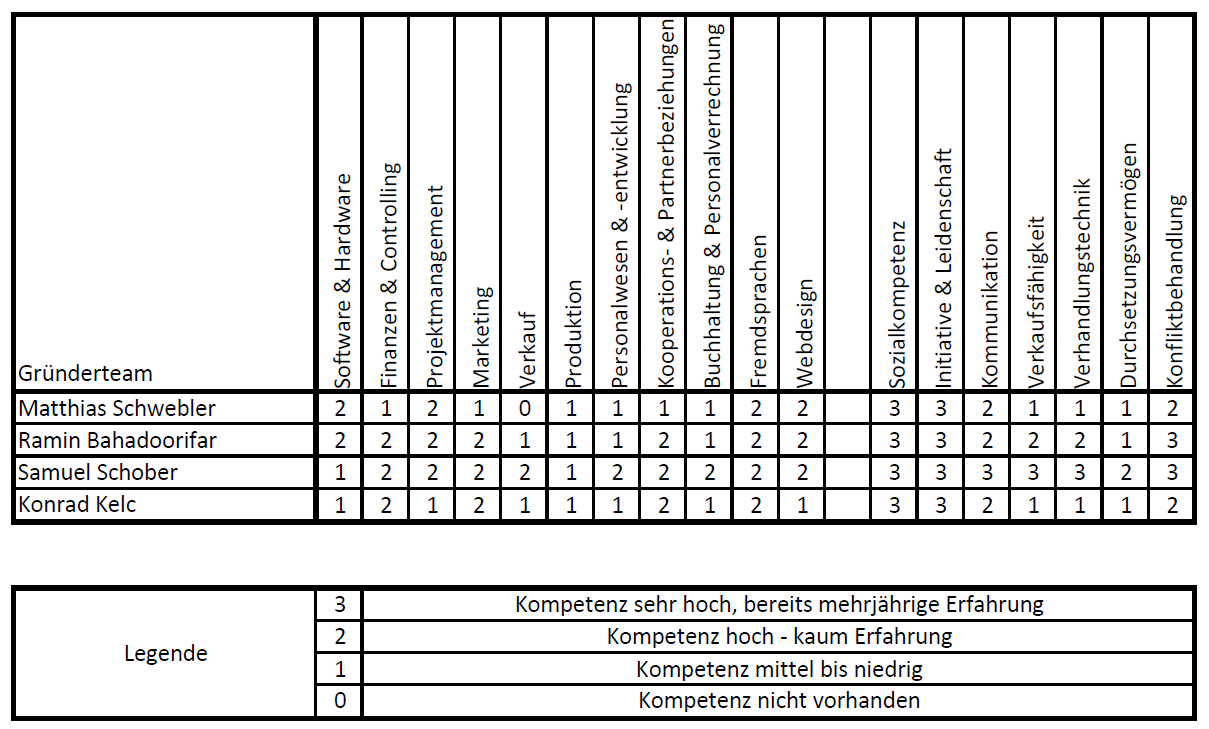 Gründerteam Software & Hardware Finanzen & Controlling Projektmanagement Marketing Verkauf Produktion Personalwesen & -entwicklung Kooperations- & Partnerbeziehungen Buchhaltung & Personalverrechnung Fremdsprachen Webdesign Sozialkompetenz Initiative & Leidenschaft Kommunikation Verkaufsfähigkeit Verhandlungstechnik Durchsetzungsvermögen Konfliktbehandlung
Matthias Schwebler 2 1 2 1 0 1 1 1 1 2 2 3 3 2 1 1 1 2
Ramin Bahadoorifar 2 2 2 2 1 1 1 2 1 2 2 3 3 2 2 2 1 3
Samuel Schober 1 2 2 2 2 1 2 2 2 2 2 3 3 3 3 3 2 3
Konrad Kelc 1 2 1 2 1 1 1 2 1 2 1 3 3 2 1 1 1 2
Legende
3 Kompetenz sehr hoch, bereits mehrjährige Erfahrung
2 Kompetenz hoch - kaum Erfahrung
1 Kompetenz mittel bis niedrig
0 Kompetenz nicht vorhanden